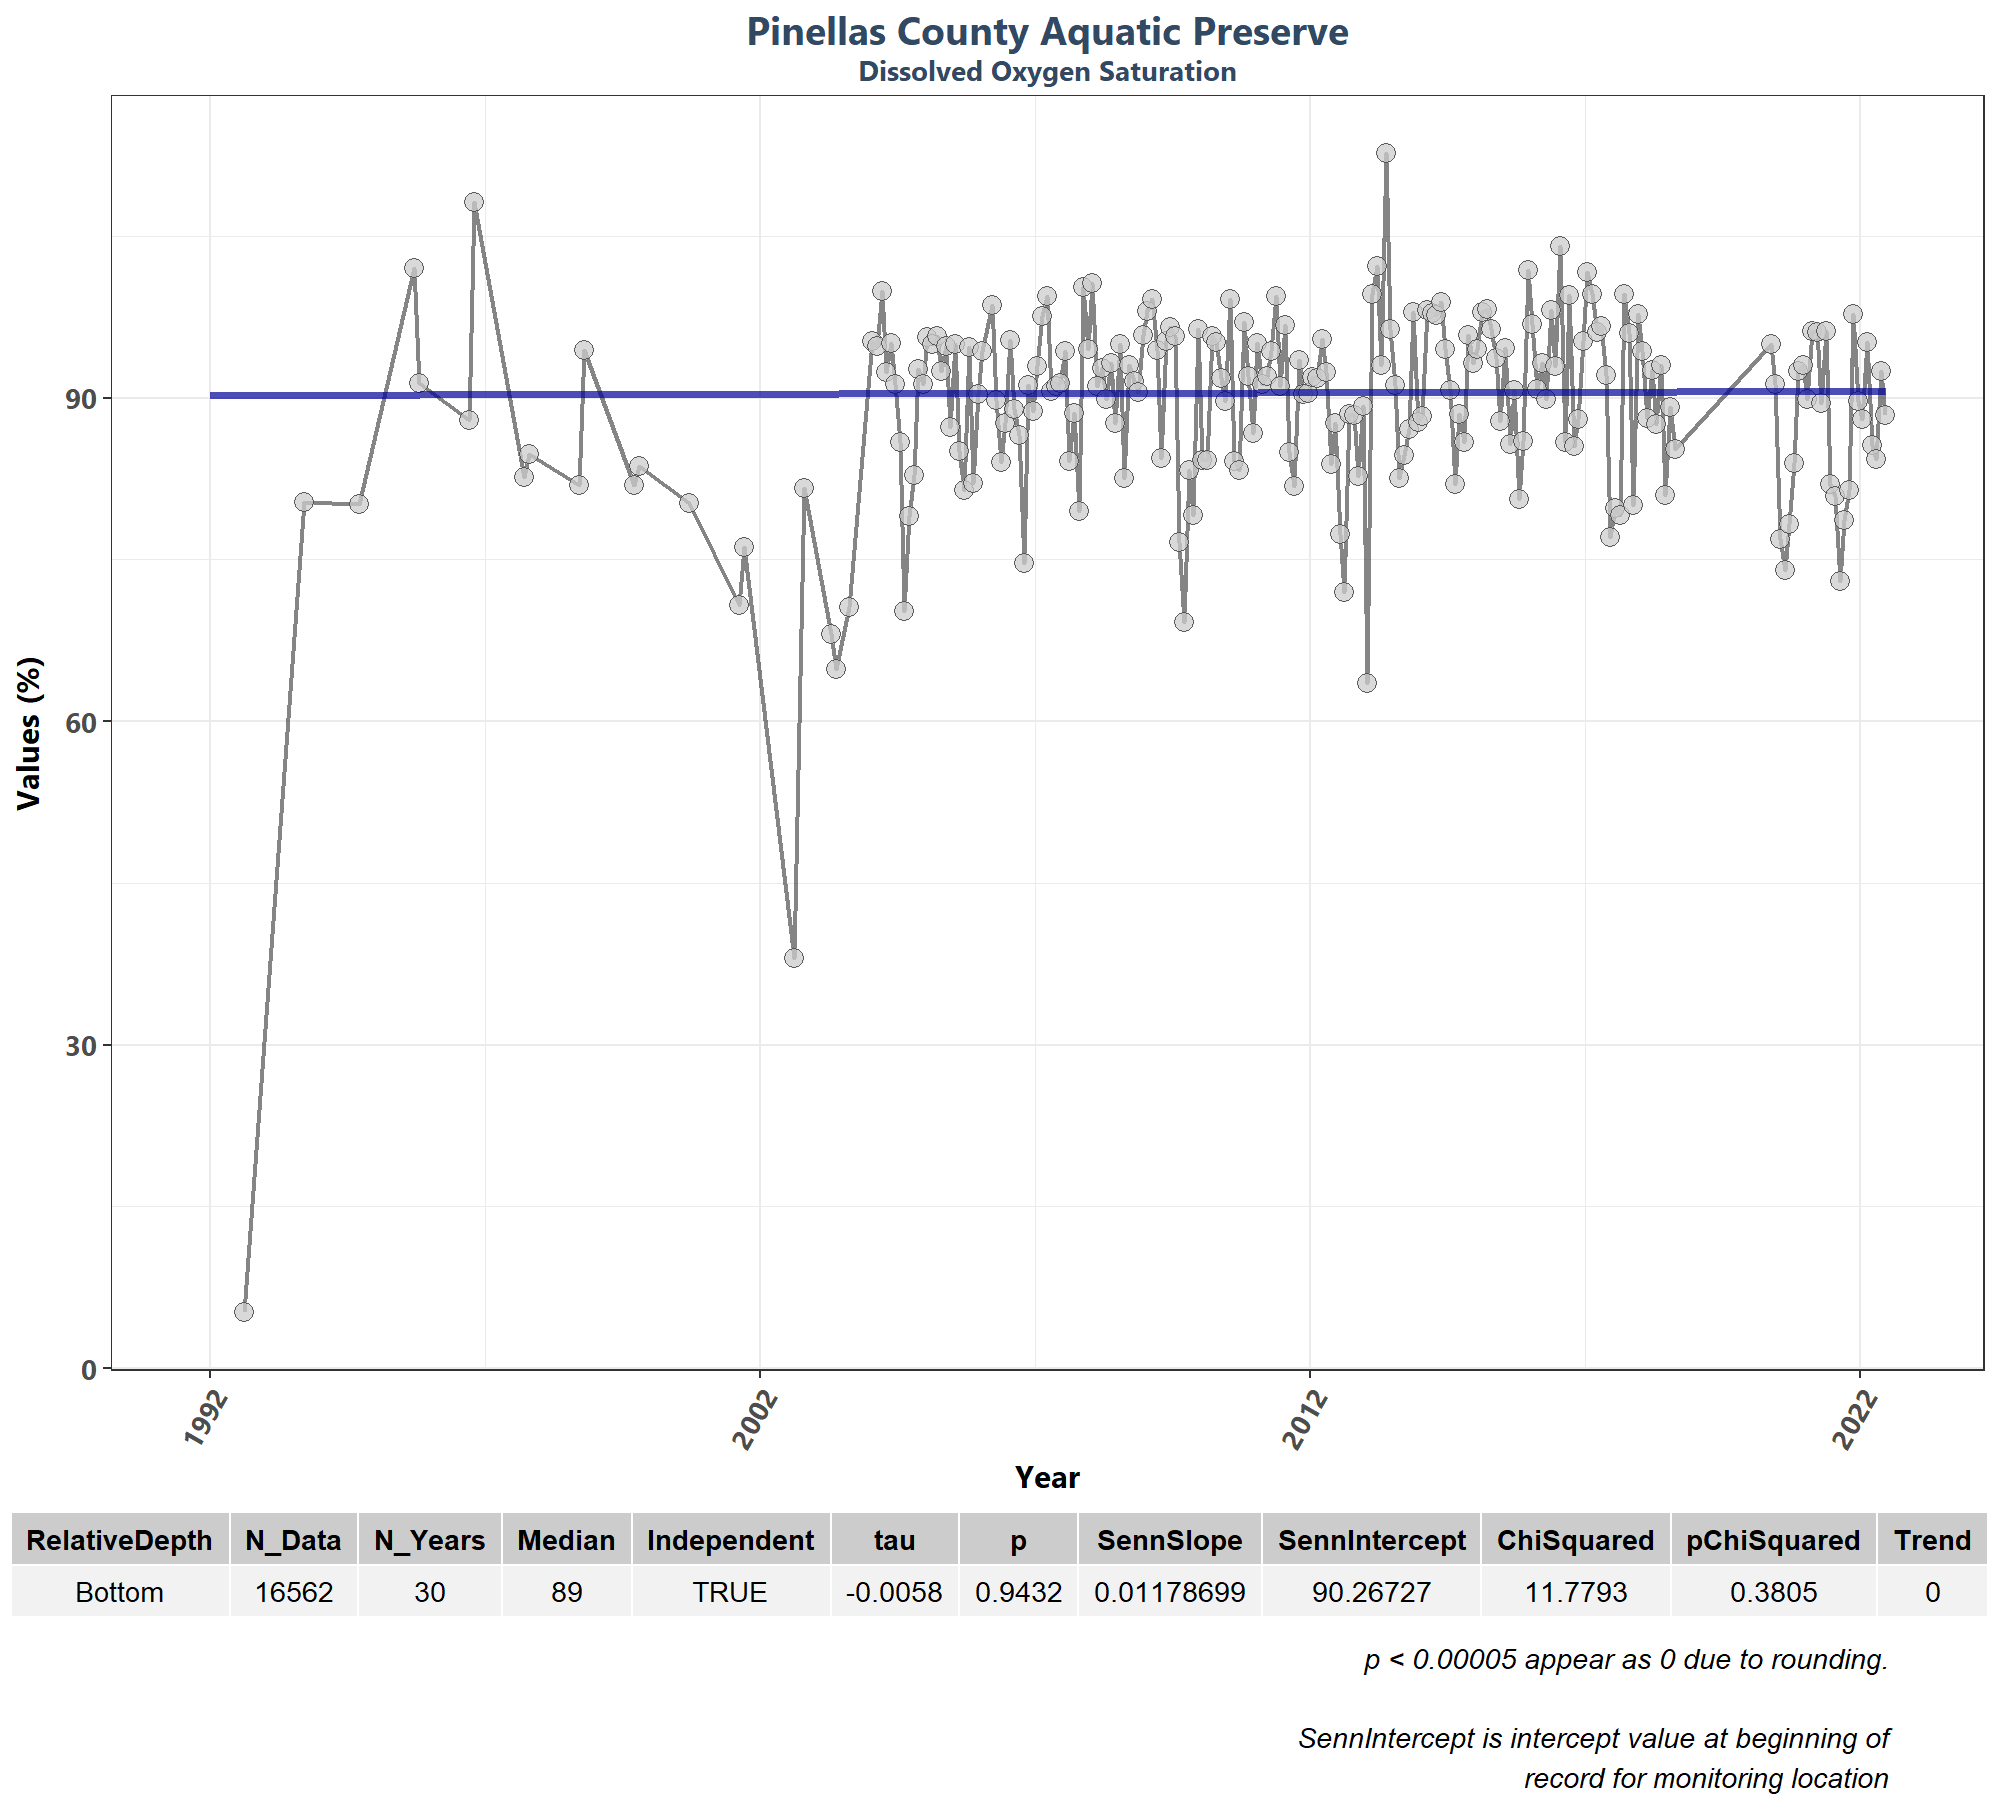 Pinellas County Aquatic Preserve
Dissolved Oxygen Saturation
Values (%)
90
60
30
0
1992
2002
2012
2022
Year
RelativeDepth N_Data N_Years Median Independent tau p SennSlope SennIntercept ChiSquared pChiSquared Trend
Bottom 16562 30 89 TRUE -0.0058 0.9432 0.01178699 90.26727 11.7793 0.3805 0
p < 0.00005 appear as 0 due to rounding.
SennIntercept is intercept value at beginning of
record for monitoring location